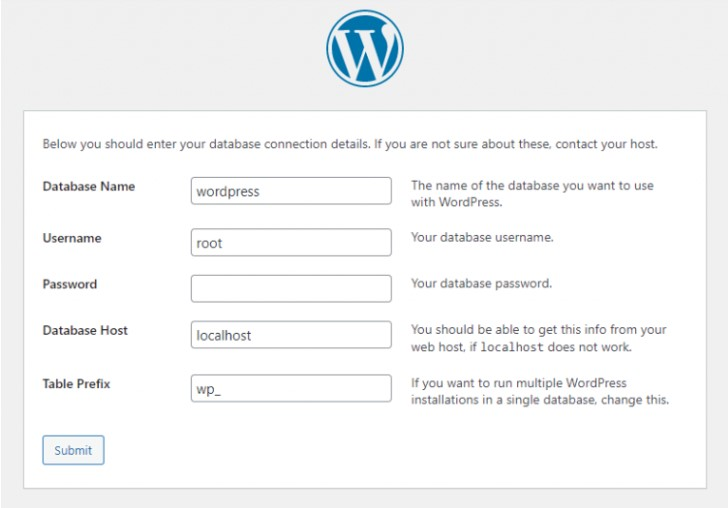 W
Below you should enter your database connection details. If you are not sure about these, contact your host.
Database Name
wordpress
The name of the database you want to use
with WordPress.
Username
root
Your database username.
Password
Your database password.
Database Host
localhost
You should be able to get this info from your
web host, if localhost does not work.
Table Prefix
wp_
If you want to run multiple WordPress
installations in a single database, change this.
Submit